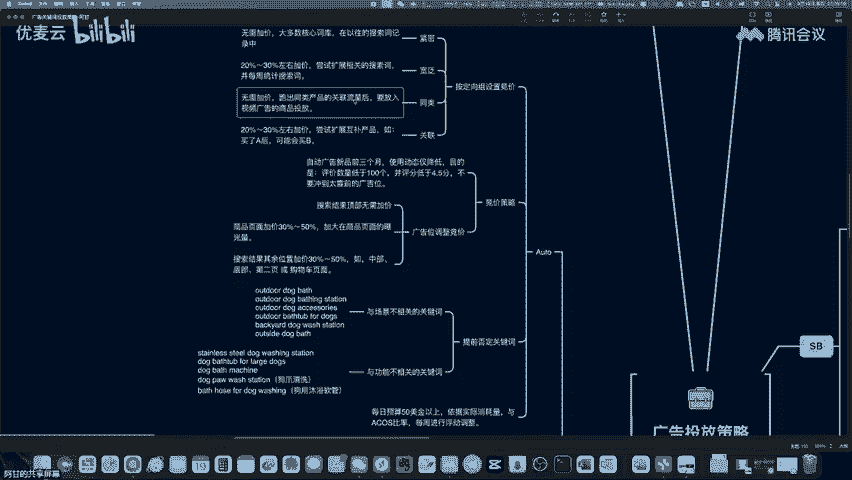 优麦云 bilibili
腾讯会议
无需加价，大多数核心词库，在以往的搜索词记
录中
紧密
20%～30%左右加价，尝试扩展相关的搜索词，
并每周统计搜索词。
宽泛
按定向组设置竞价
无需加价，跑出同类产品的关联流量后，要放入
视频广告的商品投放。
同类
20%～30%左右加价，尝试扩展互补产品，如：
买了A后，可能会买B。
关联
自动广告新品前三个月，使用动态仅降低，目的
是：评价数量低于100个，并评分低于4.5分，不
要冲到太靠前的广告位。
竞价策略
搜索结果顶部无需加价
商品页面加价30%～50%，加大在商品页面的曝
光量。
广告位调整竞价
搜索结果其余位置加价30%～50%，如，中部、
底部、第二页 或 购物车页面。
Auto
outdoor dog bath
outdoor dog bathing station
outdoor dog accessories
outdoor bathtub for dogs
backyard dog wash station
outside dog bath
与场景不相关的关键词
提前否定关键词
stainless steel dog washing station
dog bathtub for large dogs
dog bath machine
dog paw wash station（狗爪清洗）
bath hose for dog washing（狗用沐浴软管）
与功能不相关的关键词
每日预算50美金以上，依据实际消耗量，与
ACOS比率，每周进行浮动调整。
SB
广告投放策略
阿甘的共享屏幕